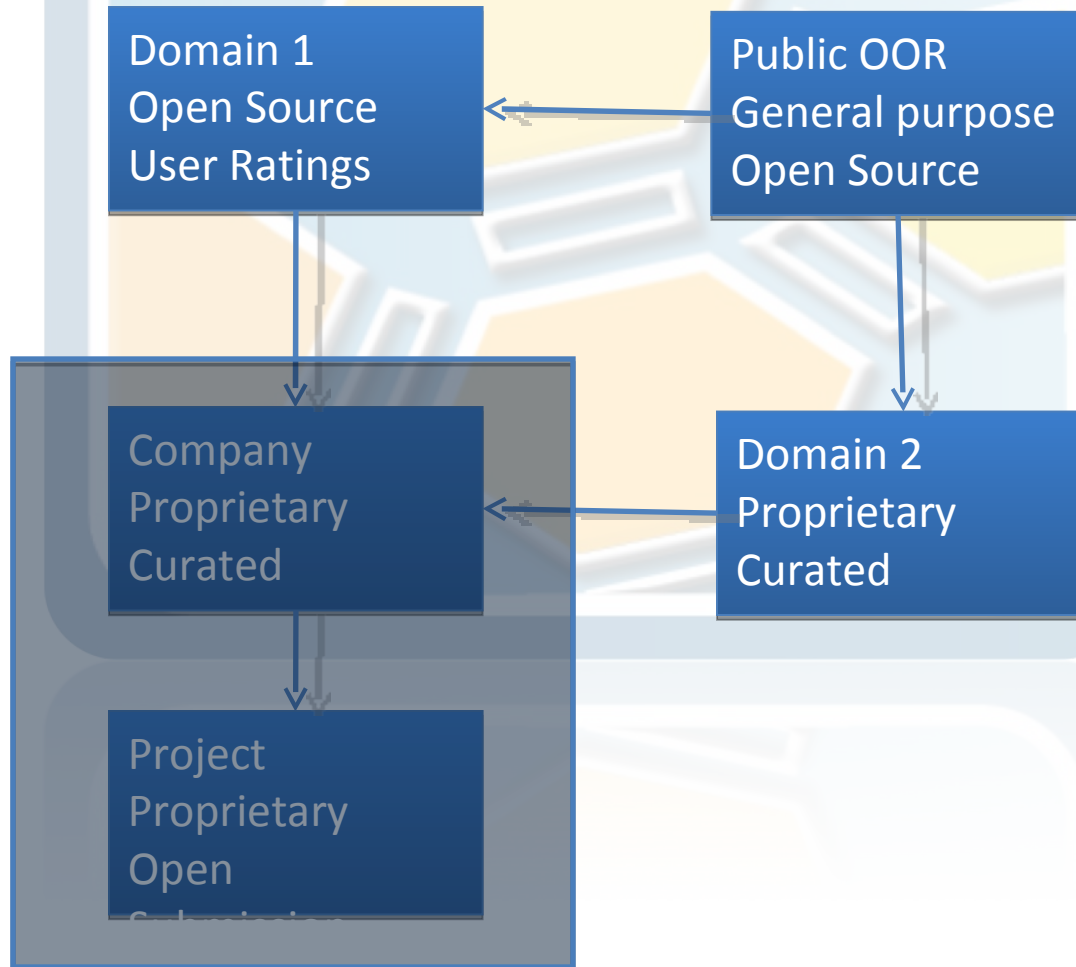 Domain 1
Open Source
User Ratings
Public OOR
General purpose
Open Source
Company
Proprietary
Curated
Domain 2
Proprietary
Curated
Project
Proprietary
Open
Submission